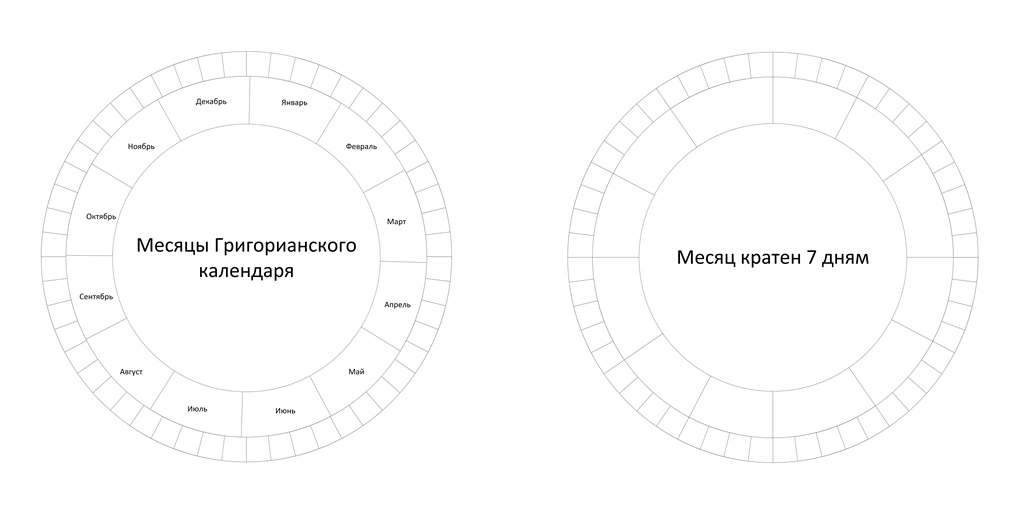 Декабрь
Январь
Ноябрь
Февраль
Октябрь
Март
Месяцы Григорианского
календаря
Сентябрь
Апрель
Август
Май
Июль
Июнь
Месяц кратен 7 дням